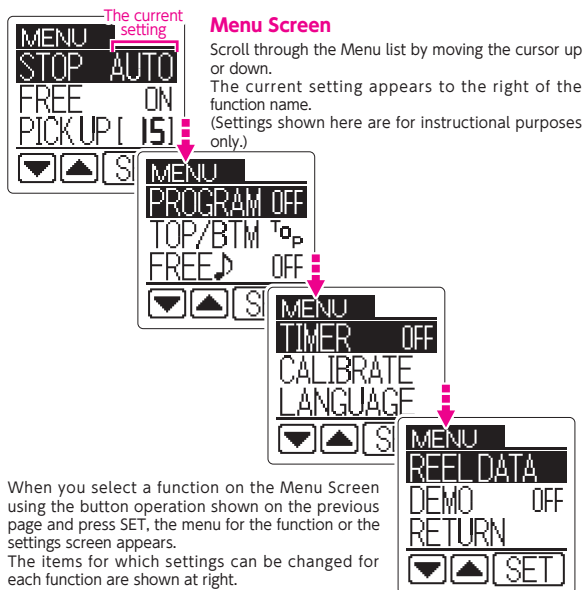 The current
setting
MENU
STOP AUTO
FREE ON
PICK UP [ 15]
Menu Screen
Scroll through the Menu list by moving the cursor up
or down.
The current setting appears to the right of the
function name.
(Settings shown here are for instructional purposes
only.)
MENU
PROGRAM OFF
TOP/BTM Top
FREE♪ OFF
MENU
TIMER OFF
CALIBRATE
LANGUAGE
MENU
REEL DATA
DEMO OFF
RETURN
SET
When you select a function on the Menu Screen
using the button operation shown on the previous
page and press SET, the menu for the function or the
settings screen appears.
The items for which settings can be changed for
each function are shown at right.